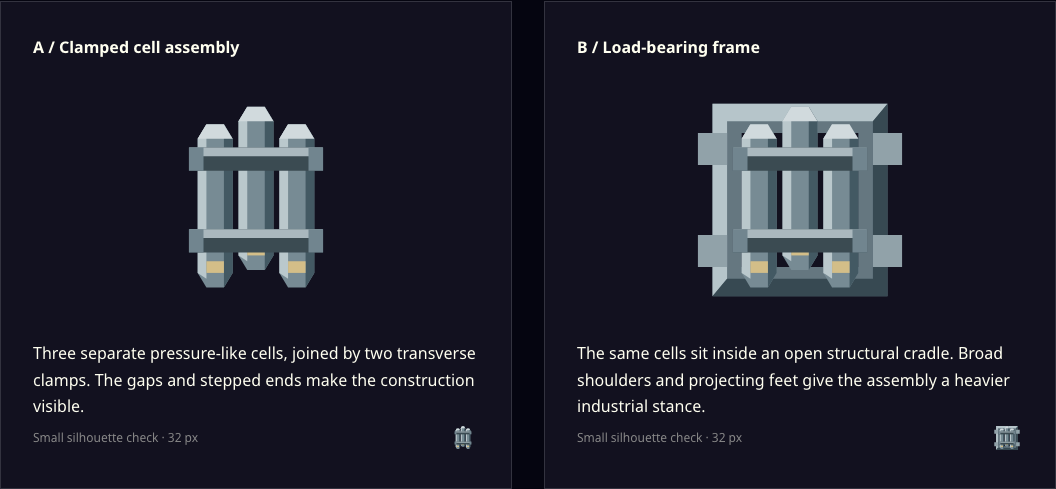 A / Clamped cell assembly
Three separate pressure-like cells, joined by two transverse
clamps. The gaps and stepped ends make the construction
visible.
Small silhouette check · 32 px
B / Load-bearing frame
The same cells sit inside an open structural cradle. Broad
shoulders and projecting feet give the assembly a heavier
industrial stance.
Small silhouette check · 32 px